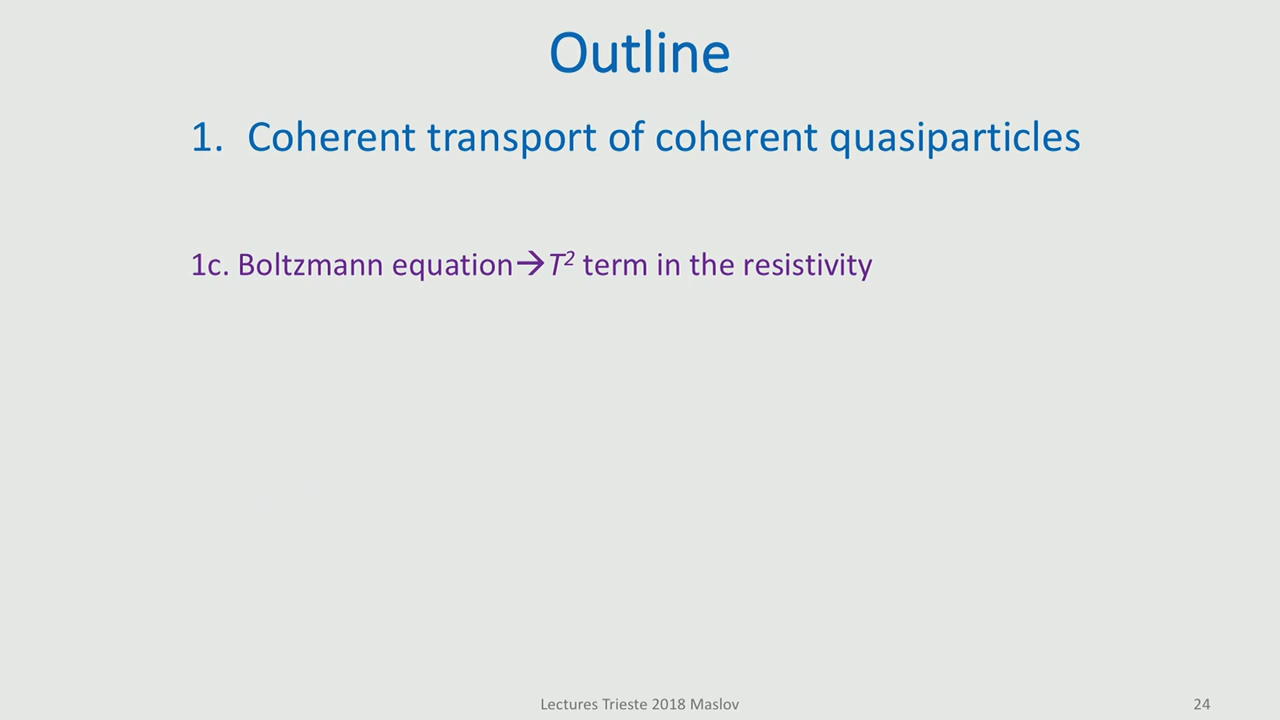 Outline
1. Coherent transport of coherent quasiparticles
1c. Boltzmann equation→T² term in the resistivity
Lectures Trieste 2018 Maslov
24